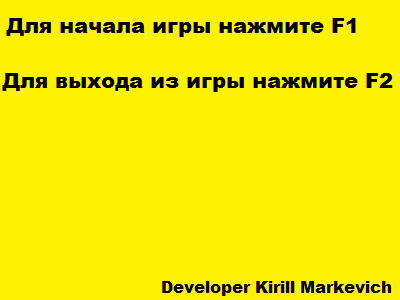 Для начала игры нажмите F1
Для выхода из игры нажмите F2
Developer Kirill Markevich